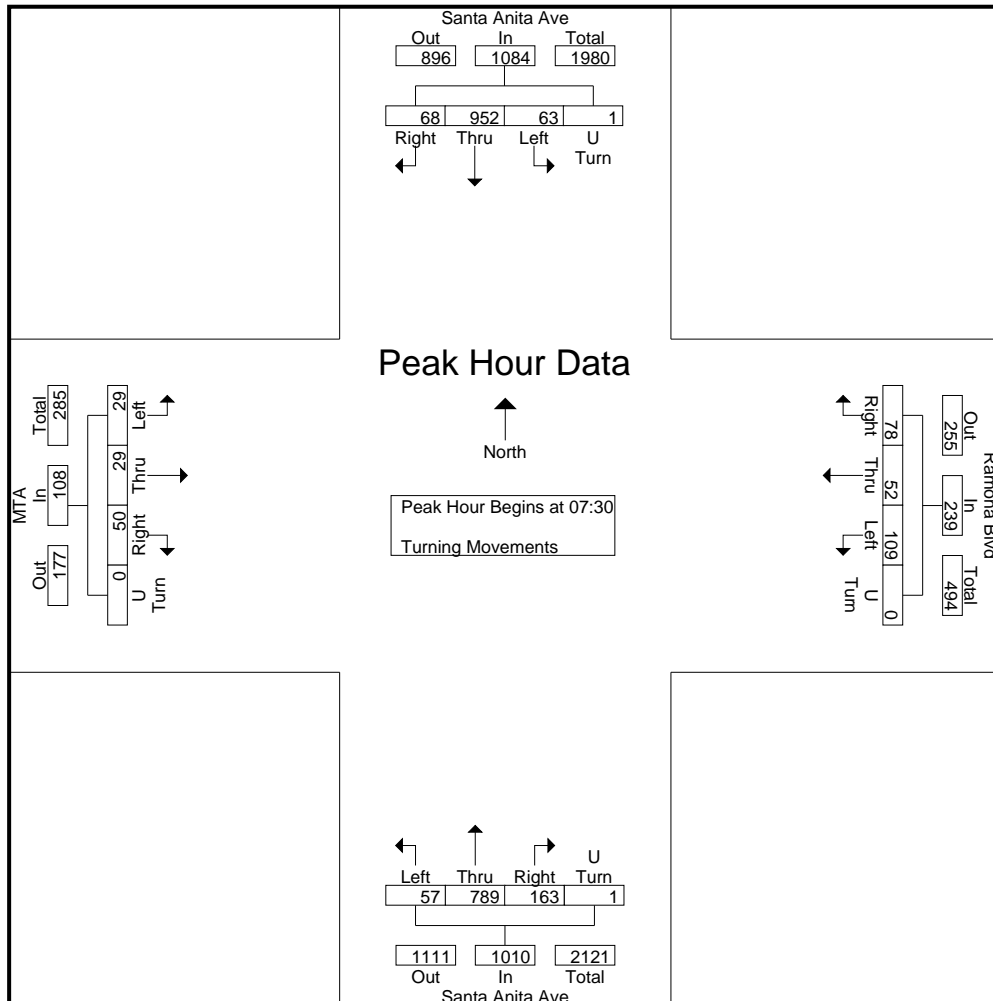 Santa Anita Ave
Out In Total
896 1084 1980
68 952 63 1
Right Thru Left U
Turn
Peak Hour Data
North
Peak Hour Begins at 07:30
Turning Movements
MTA
Total In Out
285 108 177
29 29 50 0
Left Thru Right U
Turn
Ramona Blvd
Out In Total
255 239 494
78 52 109 0
Right Thru Left U
Turn
U
Left Thru Right Turn
57 789 163 1
1111 1010 2121
Out In Total
Santa Anita Ave